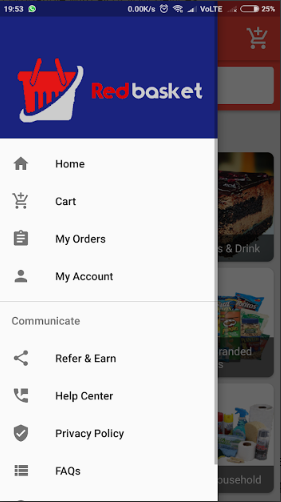 19:53 0.00K/s VoLTE 25%
Redbasket
Home
Cart
My Orders
s & Drink
My Account
Communicate
randed
s
Refer & Earn
Help Center
Privacy Policy
FAQs
ousehold